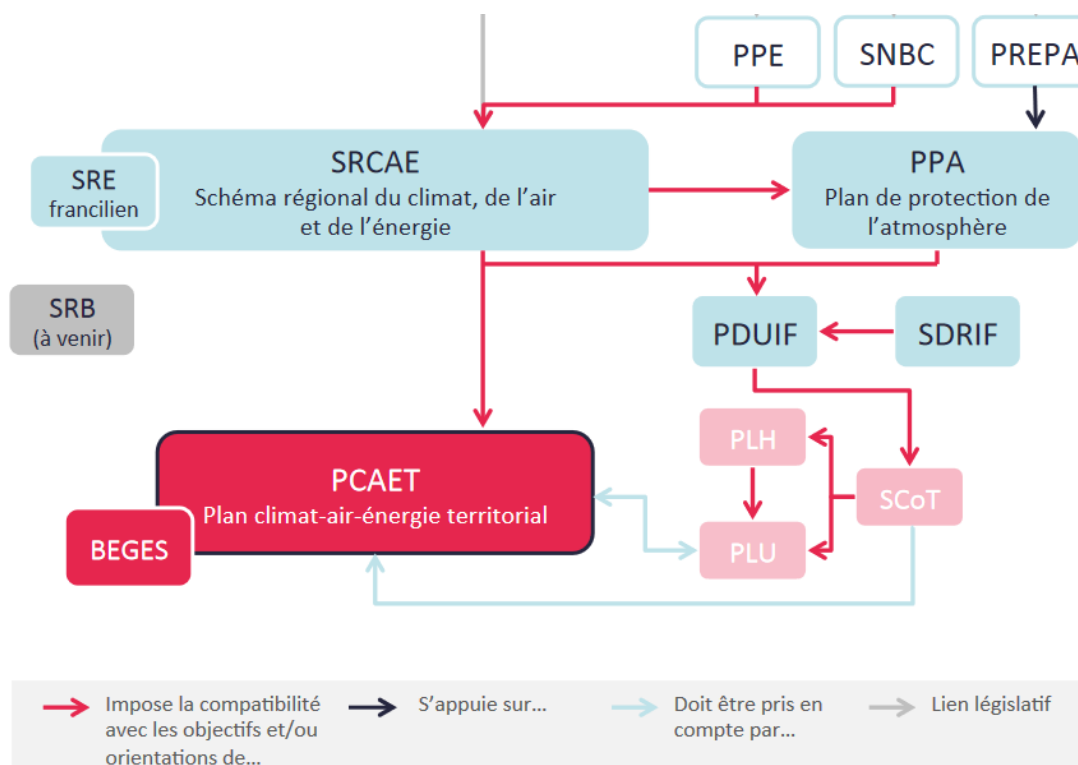 PPE
SNBC
PREPA
SRE
francilien
SRCAE
Schéma régional du climat, de l'air
et de l'énergie
PPA
Plan de protection de
l'atmosphère
SRB
(à venir)
PDUIF
SDRIF
PLH
SCoT
PLU
PCAET
Plan climat-air-énergie territorial
BEGES
Impose la compatibilité
avec les objectifs et/ou
orientations de...
S'appuie sur...
Doit être pris en
compte par...
Lien législatif